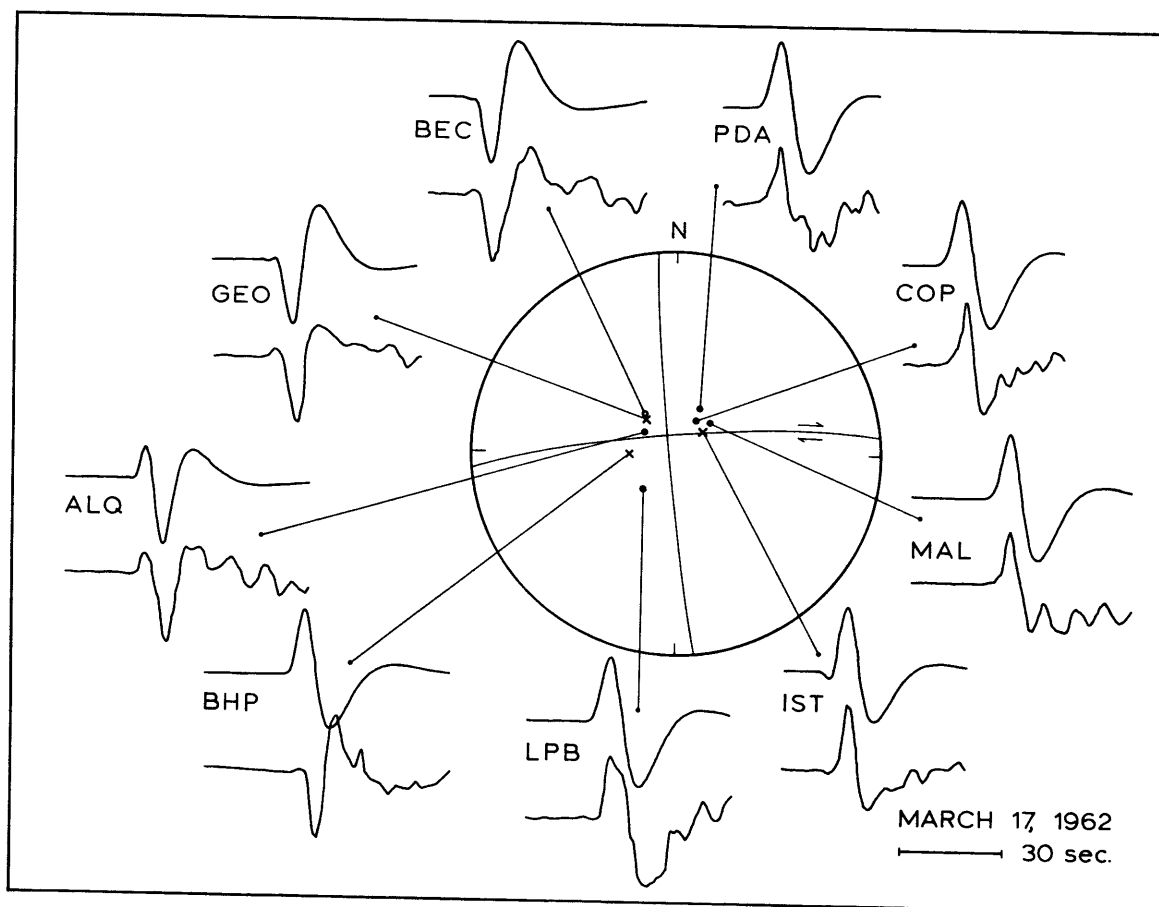 BEC
PDA
N
GEO
COP
ALQ
MAL
BHP
LPB
IST
MARCH 17, 1962
30 sec.